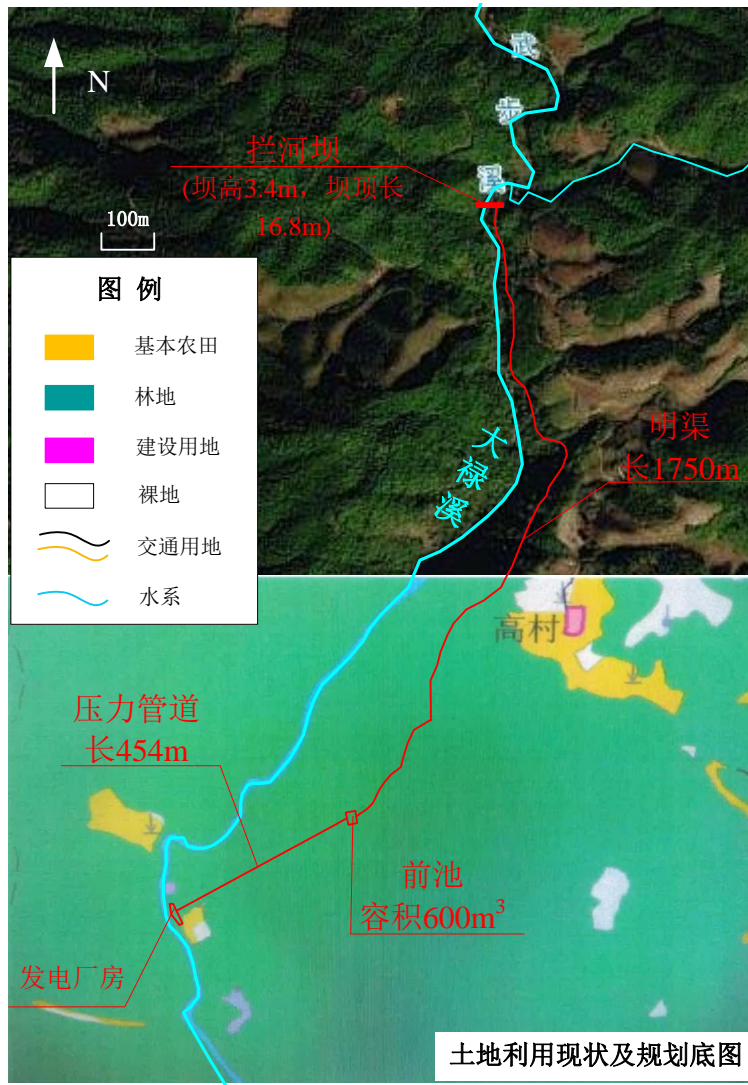 武
步
溪
N
拦河坝
(坝高3.4m，坝顶长
16.8m)
100m
图 例
基本农田
林地
建设用地
裸地
交通用地
水系
大
禄
溪
明渠
长1750m
高村
压力管道
长454m
前池
容积600m³
发电厂房
土地利用现状及规划底图